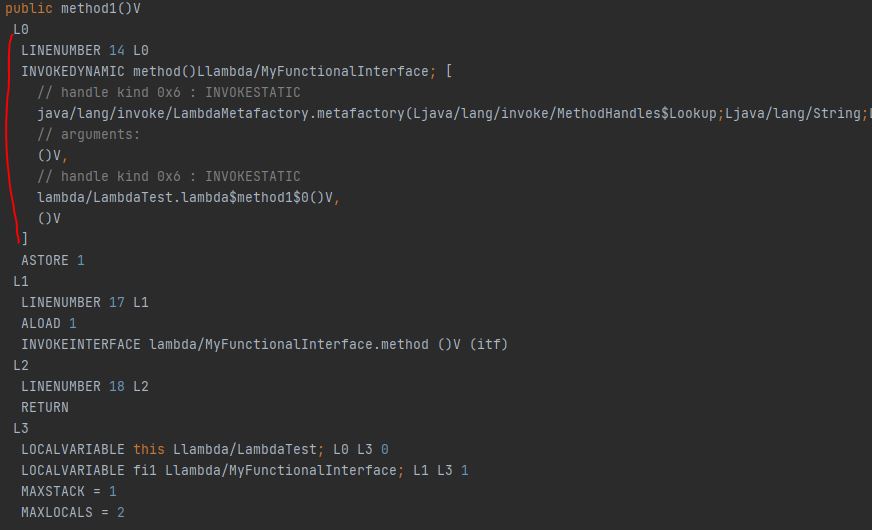 public method1()V
L0
LINENUMBER 14 L0
INVOKEDYNAMIC method()Llambda/MyFunctionalInterface; [
// handle kind 0x6 : INVOKESTATIC
java/lang/invoke/LambdaMetafactory.metafactory(Ljava/lang/invoke/MethodHandles$Lookup;Ljava/lang/String;L
// arguments:
()V,
// handle kind 0x6 : INVOKESTATIC
lambda/LambdaTest.lambda$method1$0()V,
()V
]
ASTORE 1
L1
LINENUMBER 17 L1
ALOAD 1
INVOKEINTERFACE lambda/MyFunctionalInterface.method ()V (itf)
L2
LINENUMBER 18 L2
RETURN
L3
LOCALVARIABLE this Llambda/LambdaTest; L0 L3 0
LOCALVARIABLE fi1 Llambda/MyFunctionalInterface; L1 L3 1
MAXSTACK = 1
MAXLOCALS = 2